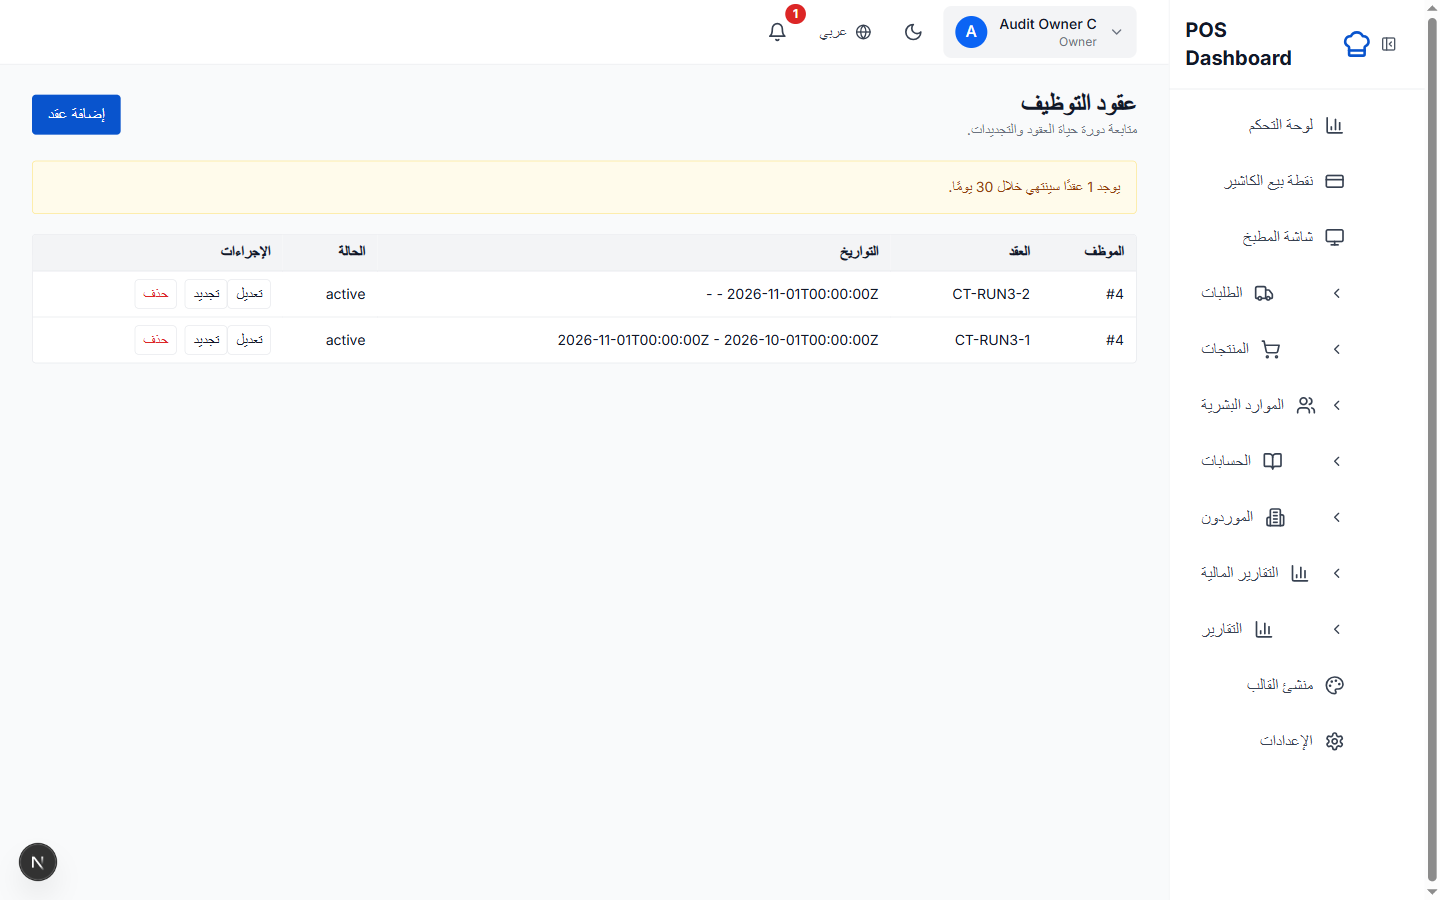 POS
Dashboard
لوحة التحكم
نقطة بيع الكاشير
شاشة المطبخ
الطلبات
المنتجات
الموارد البشرية
الحسابات
الموردون
التقارير المالية
التقارير
منشئ القالب
الإعدادات
A
Audit Owner C
Owner
عربي
1
عقود التوظيف
متابعة دورة حياة العقود والتجديدات.
إضافة عقد
يوجد 1 عقدًا سينتهي خلال 30 يومًا.
الموظف العقد التواريخ الحالة الإجراءات
#4 CT-RUN3-2 2026-11-01T00:00:00Z - - active تعديل تجديد حذف
#4 CT-RUN3-1 2026-11-01T00:00:00Z - 2026-10-01T00:00:00Z active تعديل تجديد حذف
N